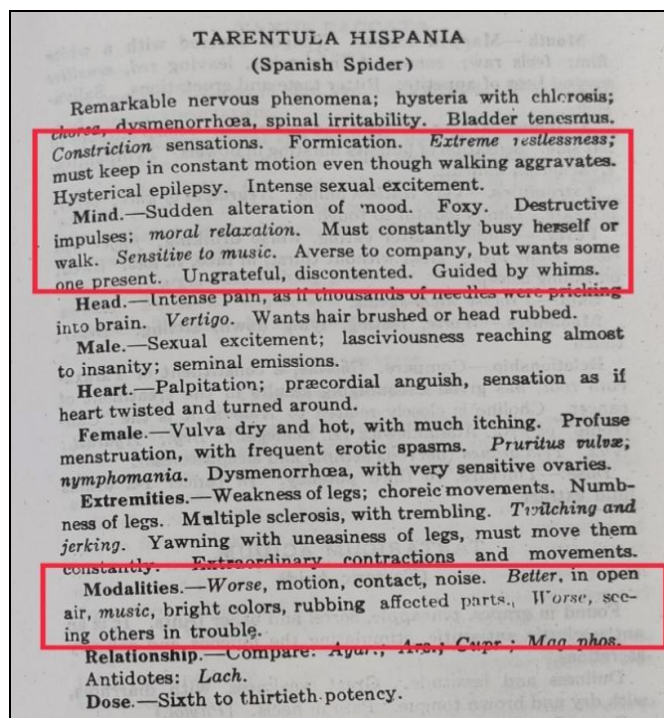 TARENTULA HISPANIA
(Spanish Spider)
Remarkable nervous phenomena; hysteria with chlorosis;
chorea, dysmenorrhœa, spinal irritability. Bladder tenesmus.
Constriction sensations. Formication. Extreme restlessness;
must keep in constant motion even though walking aggravates.
Hysterical epilepsy. Intense sexual excitement.
Mind.—Sudden alteration of mood. Foxy. Destructive
impulses; moral relaxation. Must constantly busy herself or
walk. Sensitive to music. Averse to company, but wants some
one present. Ungrateful, discontented. Guided by whims.
Head.—Intense pain, as if thousands of needles were pricking
into brain. Vertigo. Wants hair brushed or head rubbed.
Male.—Sexual excitement; lasciviousness reaching almost
to insanity; seminal emissions.
Heart.—Palpitation; præcordial anguish, sensation as if
heart twisted and turned around.
Female.—Vulva dry and hot, with much itching. Profuse
menstruation, with frequent erotic spasms. Pruritus vulvæ;
nymphomania. Dysmenorrhœa, with very sensitive ovaries.
Extremities.—Weakness of legs; choreic movements. Numb-
ness of legs. Multiple sclerosis, with trembling. Twitching and
jerking. Yawning with uneasiness of legs, must move them
constantly. Extraordinary contractions and movements.
Modalities.—Worse, motion, contact, noise. Better, in open
air, music, bright colors, rubbing affected parts. Worse, see-
ing others in trouble.
Relationship.—Compare: Agar.; Ars.; Cupr.; Mag. phos.
Antidotes: Lach.
Dose.—Sixth to thirtieth potency.